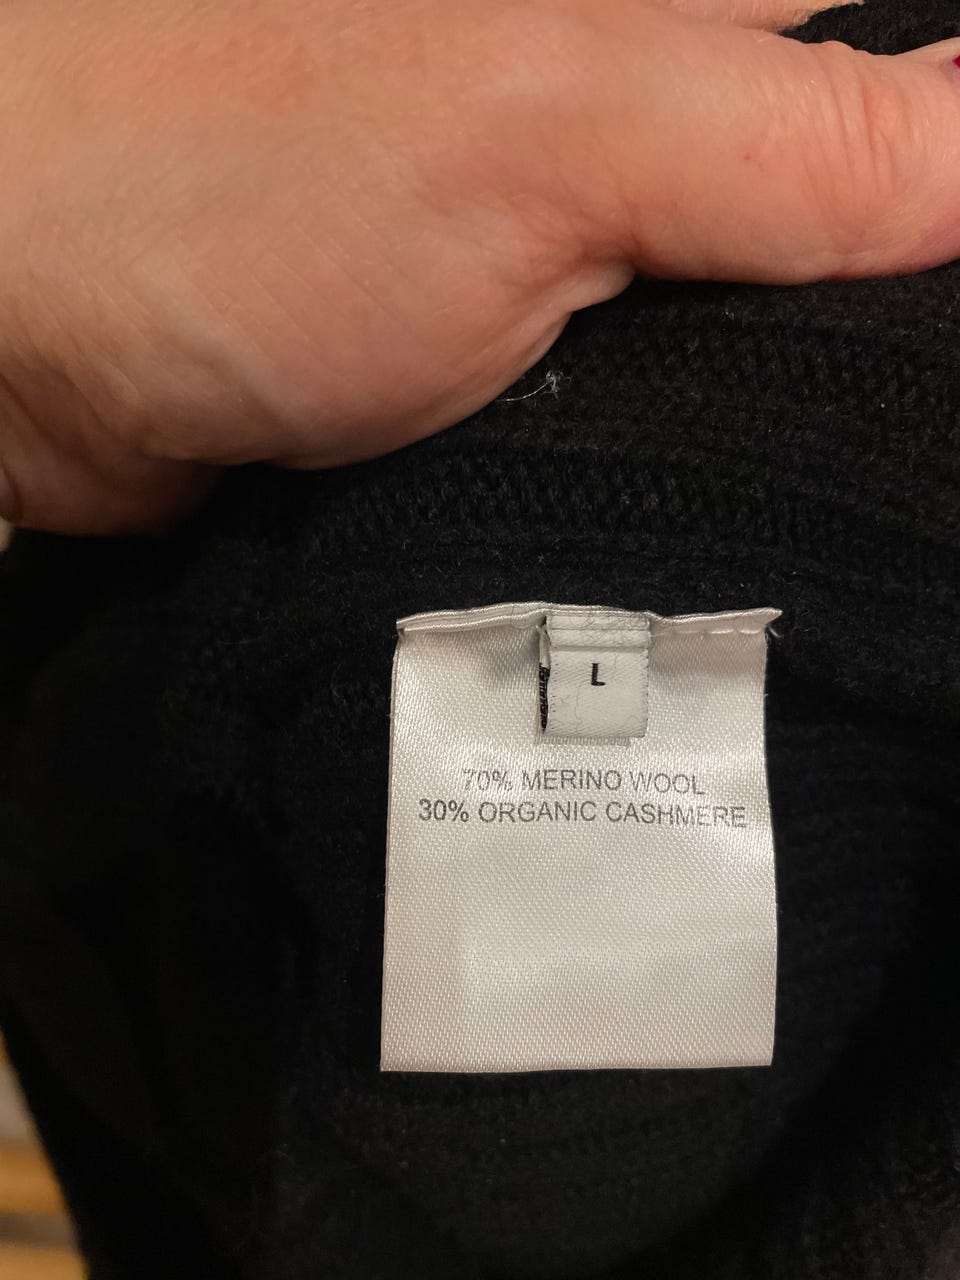 L
70% MERINO WOOL
30% ORGANIC CASHMERE